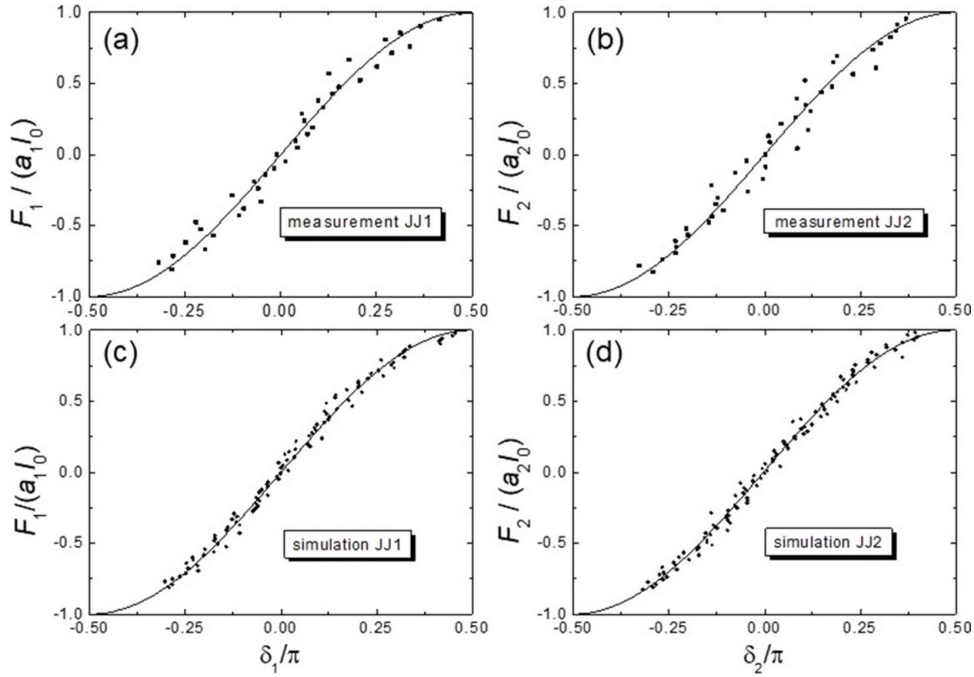 (a)
F₁ / (a₁I₀)
1.0
0.5
0.0
-0.5
-1.0
measurement JJ1
-0.50 -0.25 0.00 0.25 0.50
(b)
F₂ / (a₂I₀)
1.0
0.5
0.0
-0.5
-1.0
measurement JJ2
-0.50 -0.25 0.00 0.25 0.50
(c)
F₁/(a₁I₀)
1.0
0.5
0.0
-0.5
-1.0
simulation JJ1
-0.50 -0.25 0.00 0.25 0.50
δ₁/π
(d)
F₂ / (a₂I₀)
1.0
0.5
0.0
-0.5
-1.0
simulation JJ2
-0.50 -0.25 0.00 0.25 0.50
δ₂/π